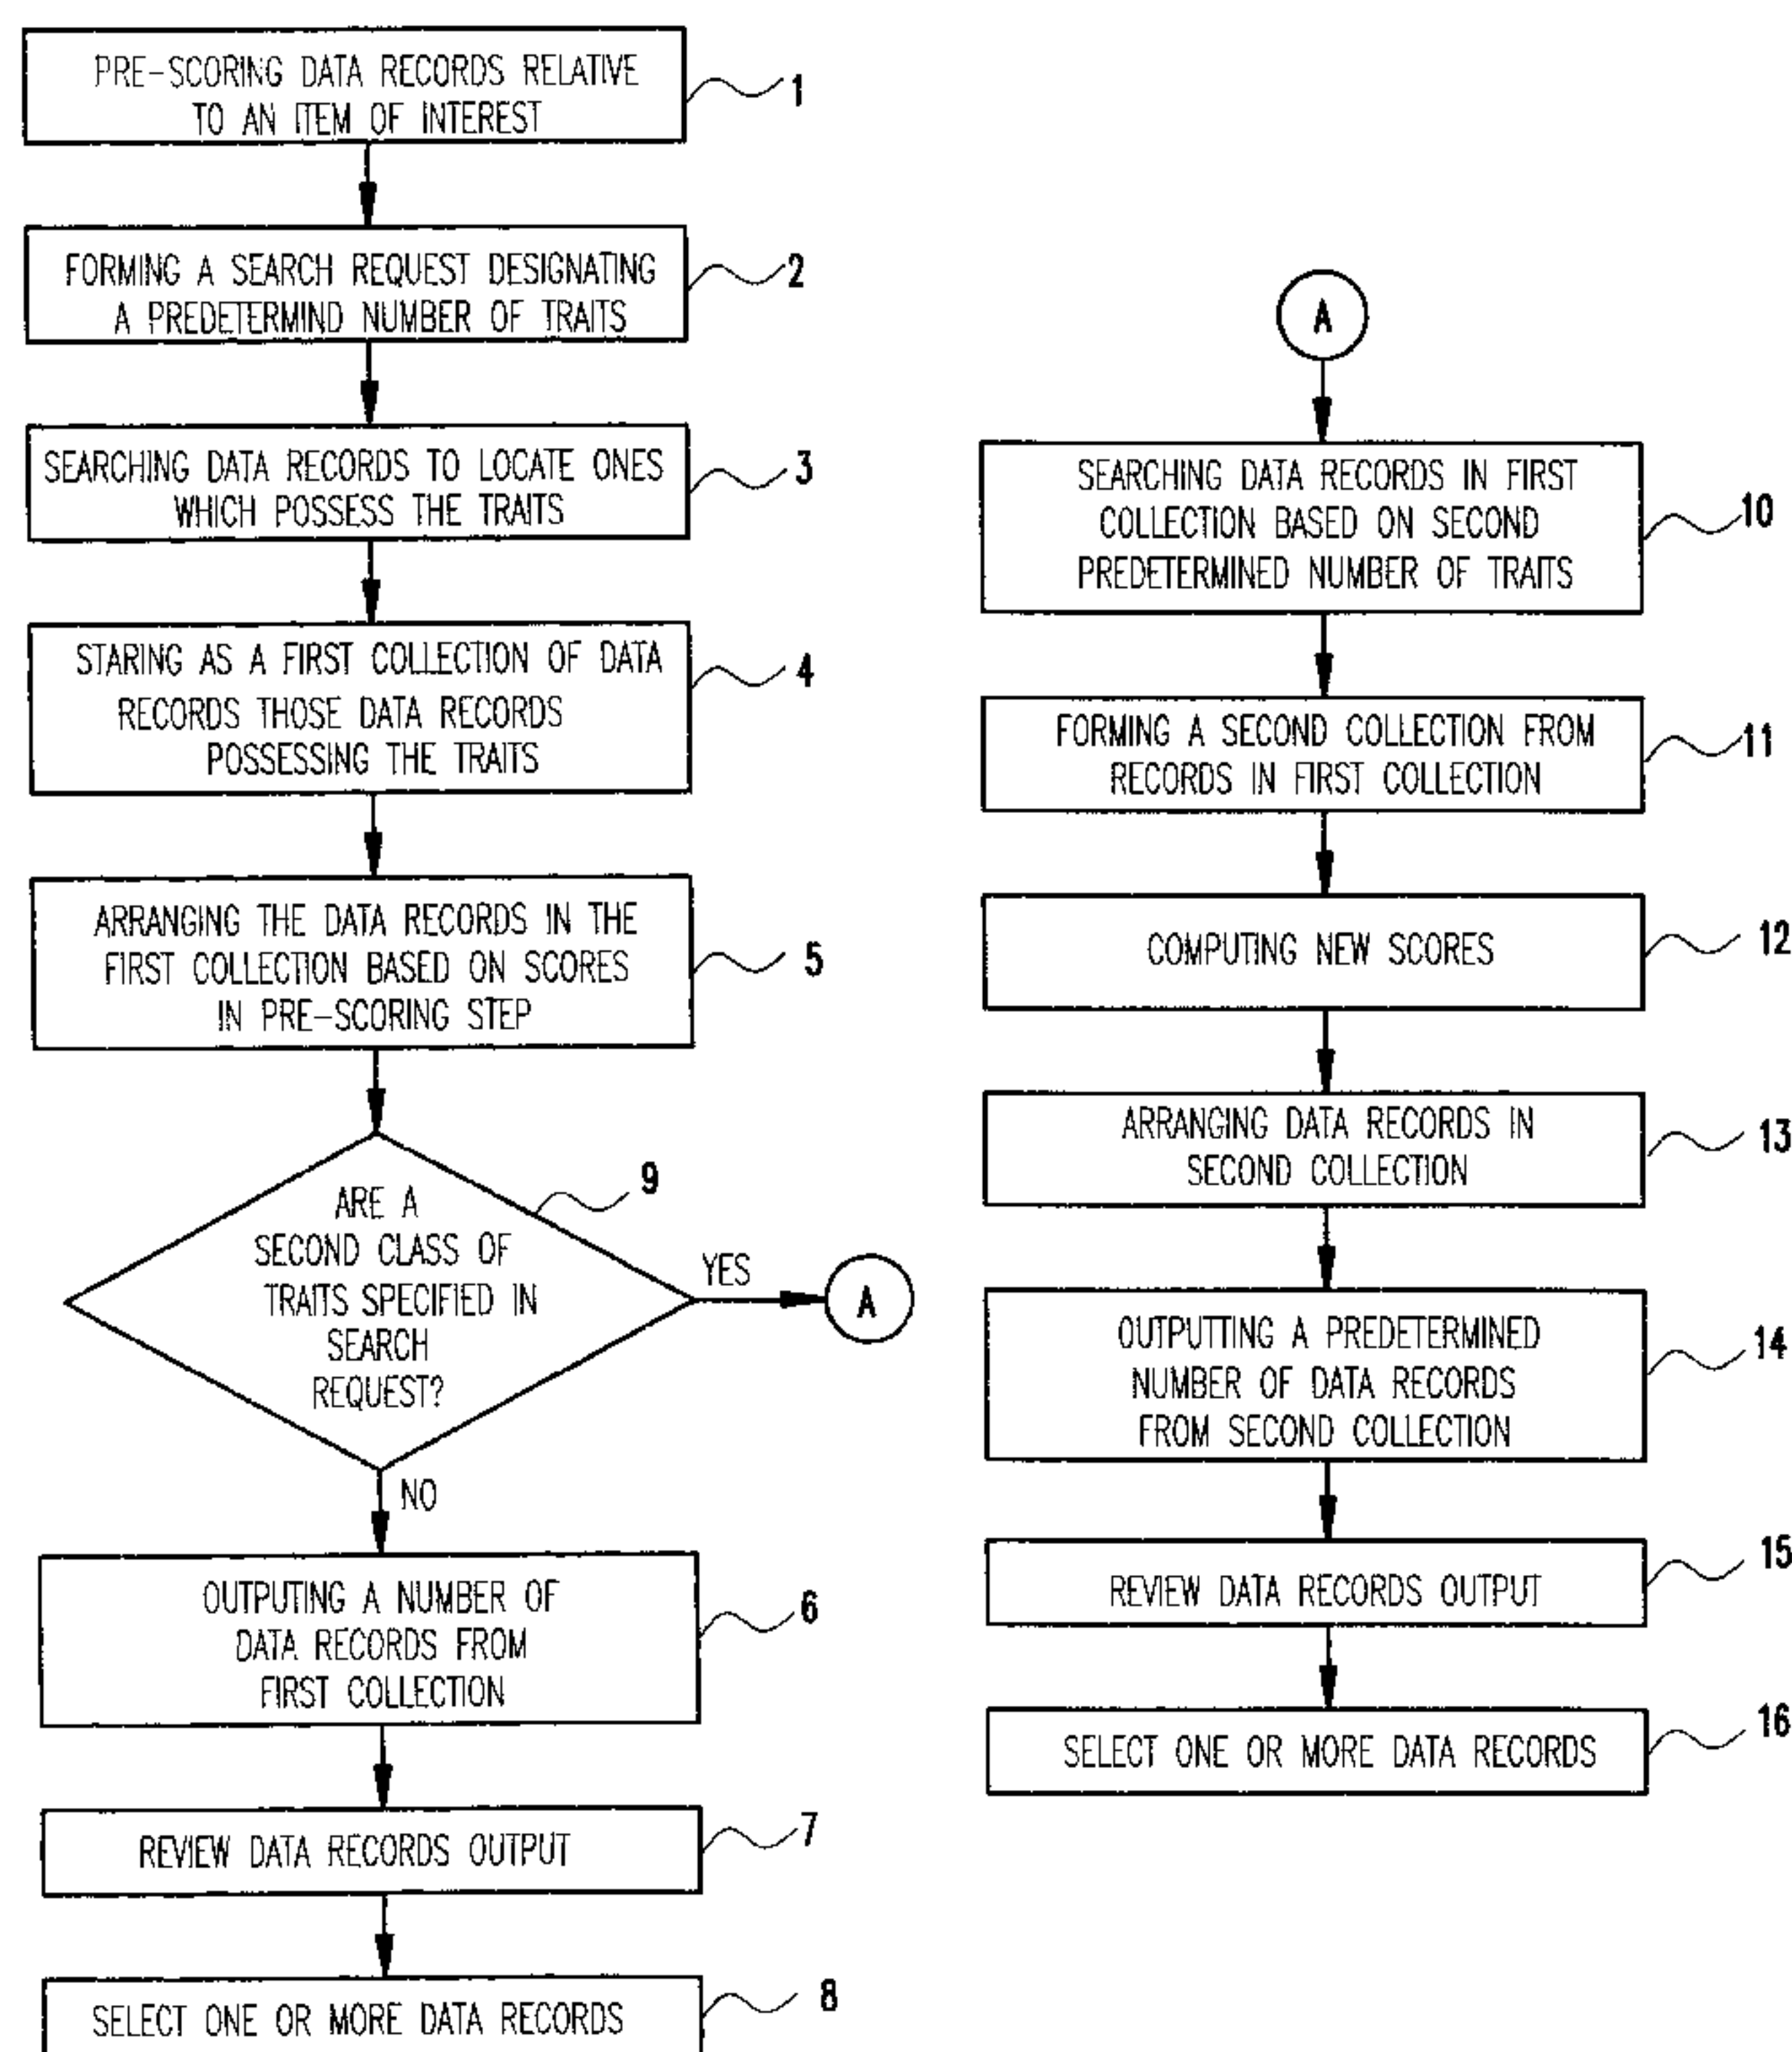 PRE-SCORING DATA RECORDS RELATIVE
TO AN ITEM OF INTEREST
1
FORMING A SEARCH REQUEST DESIGNATING
A PREDETERMIND NUMBER OF TRAITS
2
SEARCHING DATA RECORDS TO LOCATE ONES
WHICH POSSESS THE TRAITS
3
STARING AS A FIRST COLLECTION OF DATA
RECORDS THOSE DATA RECORDS
POSSESSING THE TRAITS
4
ARRANGING THE DATA RECORDS IN THE
FIRST COLLECTION BASED ON SCORES
IN PRE-SCORING STEP
5
ARE A
SECOND CLASS OF
TRAITS SPECIFIED IN
SEARCH
REQUEST?
9
YES
A
NO
OUTPUTING A NUMBER OF
DATA RECORDS FROM
FIRST COLLECTION
6
REVIEW DATA RECORDS OUTPUT
7
SELECT ONE OR MORE DATA RECORDS
8
A
SEARCHING DATA RECORDS IN FIRST
COLLECTION BASED ON SECOND
PREDETERMINED NUMBER OF TRAITS
10
FORMING A SECOND COLLECTION FROM
RECORDS IN FIRST COLLECTION
11
COMPUTING NEW SCORES
12
ARRANGING DATA RECORDS IN
SECOND COLLECTION
13
OUTPUTTING A PREDETERMINED
NUMBER OF DATA RECORDS
FROM SECOND COLLECTION
14
REVIEW DATA RECORDS OUTPUT
15
SELECT ONE OR MORE DATA RECORDS
16